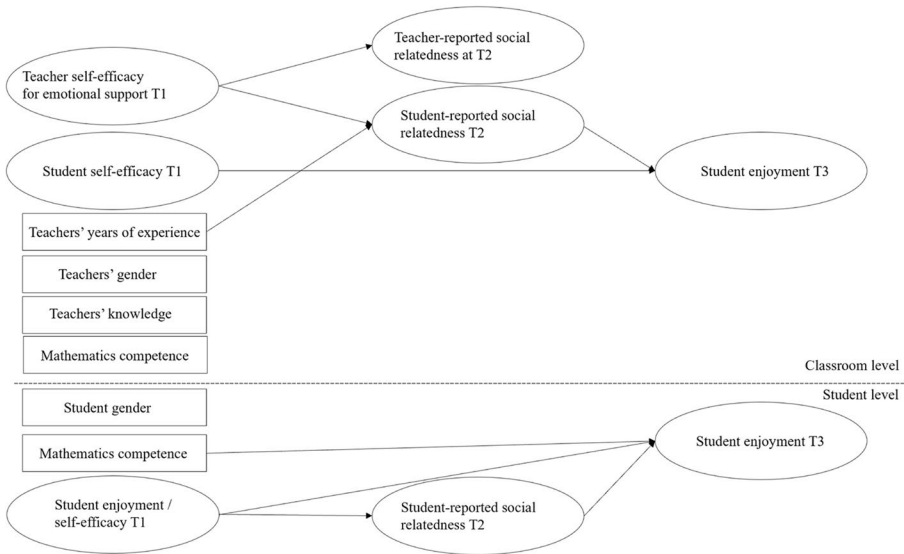 Teacher-reported social
relatedness at T2
Teacher self-efficacy
for emotional support T1
Student-reported social
relatedness T2
Student self-efficacy T1
Student enjoyment T3
Teachers' years of experience
Teachers' gender
Teachers' knowledge
Mathematics competence
Classroom level
Student level
Student gender
Mathematics competence
Student enjoyment T3
Student enjoyment /
self-efficacy T1
Student-reported social
relatedness T2